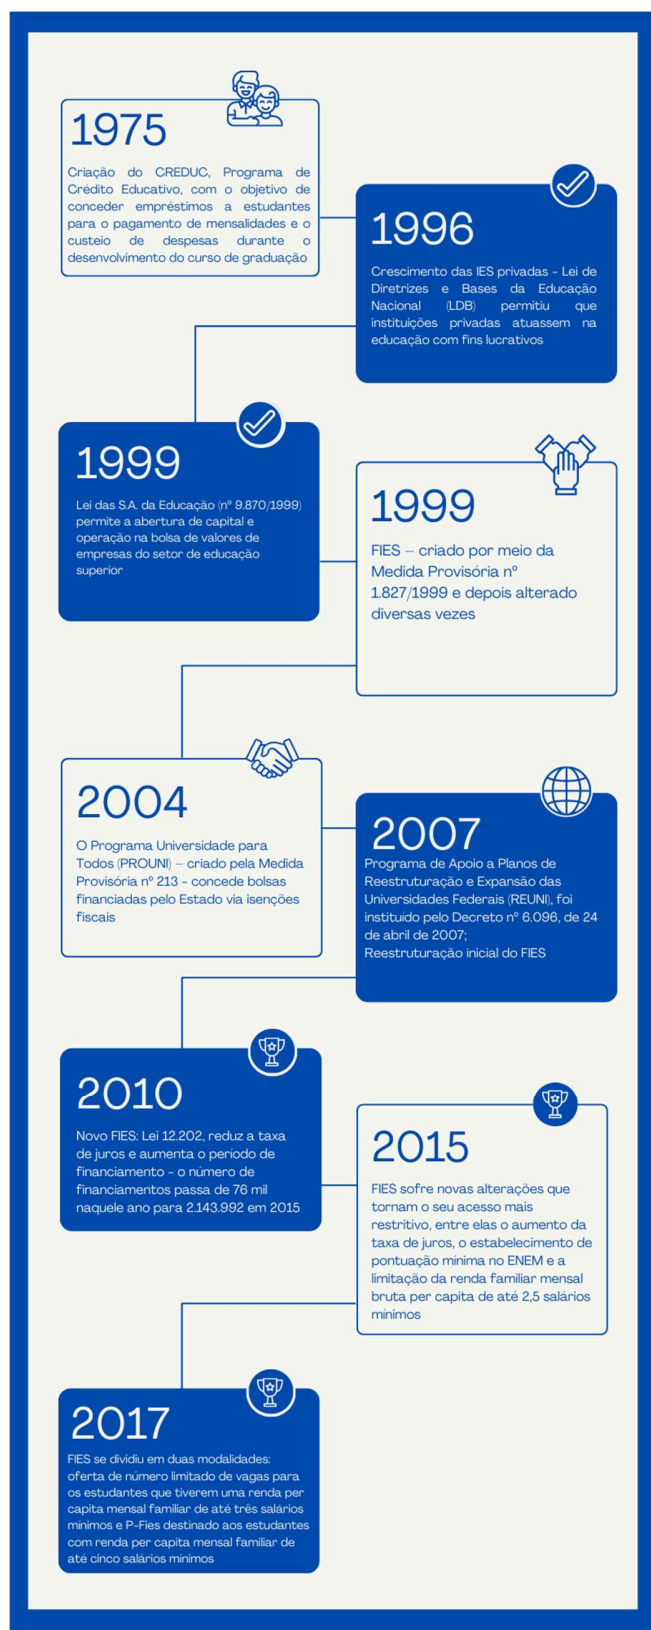 1975
Criação do CREDUC, Programa de
Crédito Educativo, com o objetivo de
conceder empréstimos a estudantes
para o pagamento de mensalidades e o
custeio de despesas durante o
desenvolvimento do curso de graduação
1996
Crescimento das IES privadas - Lei de
Diretrizes e Bases da Educação
Nacional (LDB) permitiu que
instituições privadas atuassem na
educação com fins lucrativos
1999
Lei das S.A. da Educação (nº 9.870/1999)
permite a abertura de capital e
operação na bolsa de valores de
empresas do setor de educação
superior
1999
FIES – criado por meio da
Medida Provisória nº
1.827/1999 e depois alterado
diversas vezes
2004
O Programa Universidade para
Todos (PROUNI) – criado pela Medida
Provisória nº 213 - concede bolsas
financiadas pelo Estado via isenções
fiscais
2007
Programa de Apoio a Planos de
Reestruturação e Expansão das
Universidades Federais (REUNI), foi
instituído pelo Decreto nº 6.096, de 24
de abril de 2007;
Reestruturação inicial do FIES
2010
Novo FIES: Lei 12.202, reduz a taxa
de juros e aumenta o período de
financiamento - o número de
financiamentos passa de 76 mil
naquele ano para 2.143.992 em 2015
2015
FIES sofre novas alterações que
tornam o seu acesso mais
restritivo, entre elas o aumento da
taxa de juros, o estabelecimento de
pontuação mínima no ENEM e a
limitação da renda familiar mensal
bruta per capita de até 2,5 salários
mínimos
2017
FIES se dividiu em duas modalidades:
oferta de número limitado de vagas para
os estudantes que tiverem uma renda per
capita mensal familiar de até três salários
mínimos e P-Fies destinado aos estudantes
com renda per capita mensal familiar de
até cinco salários mínimos